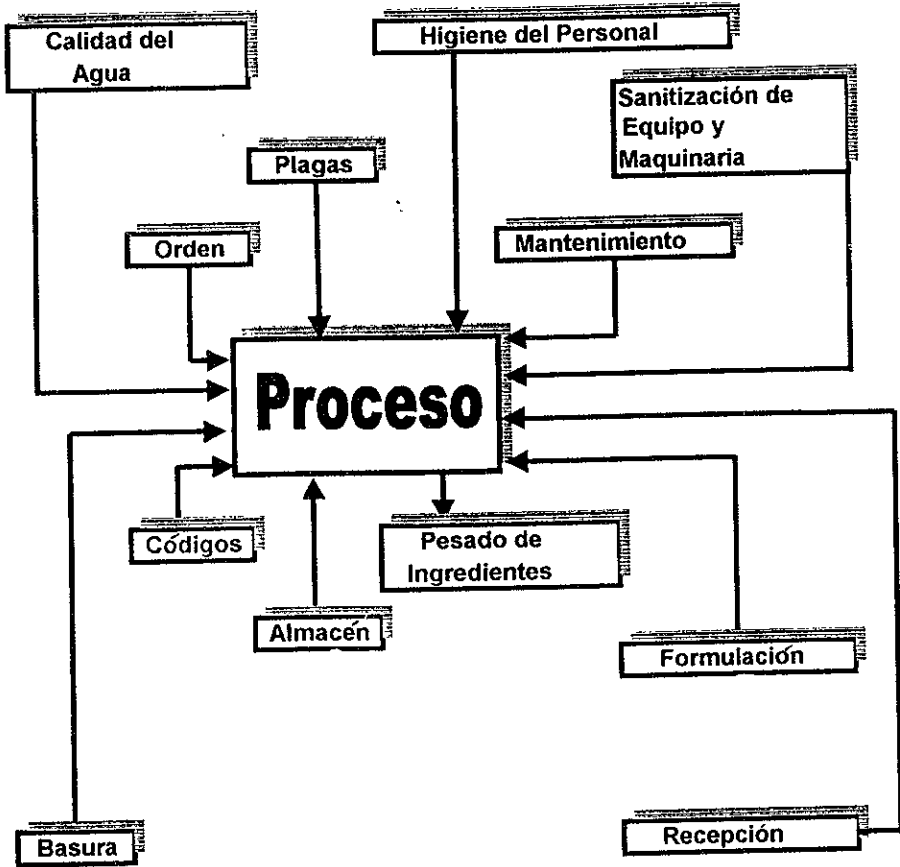 Calidad del
Agua
Higiene del Personal
Sanitización de
Equipo y
Maquinaria
Plagas
Orden
Mantenimiento
Proceso
Códigos
Pesado de
Ingredientes
Almacén
Formulación
Basura
Recepción